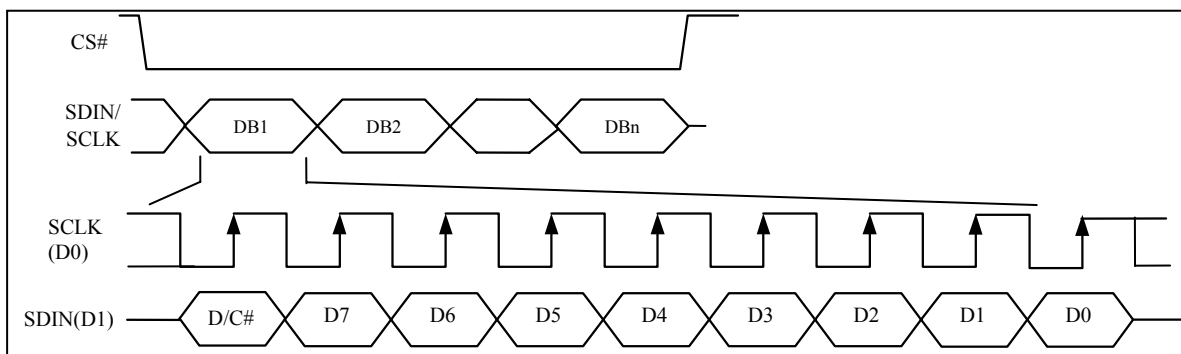 CS#
SDIN/
SCLK
DB1 DB2 DBn
SCLK
(D0)
SDIN(D1) D/C# D7 D6 D5 D4 D3 D2 D1 D0